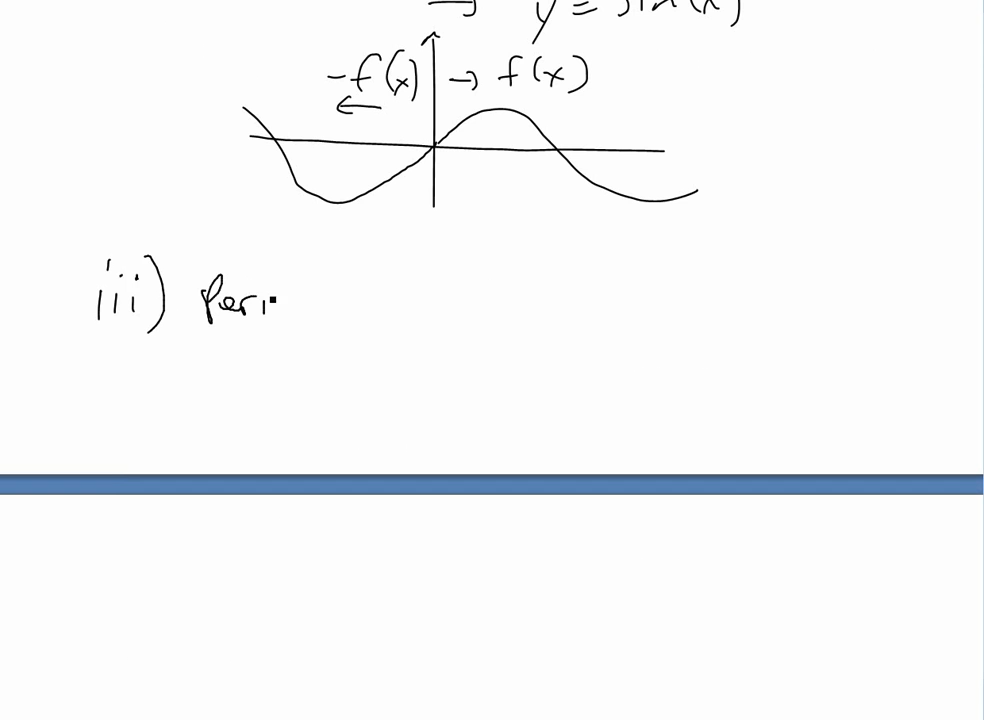 → y = sin(x)
-f(x) → f(x)
←
iii) Peri